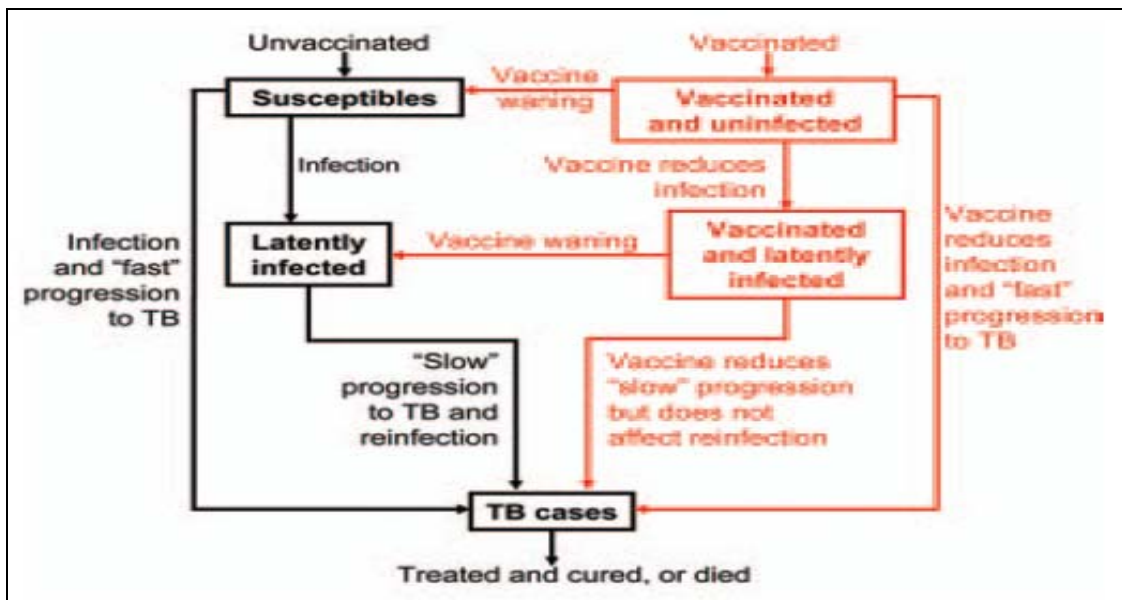 Unvaccinated
Vaccinated
Susceptibles
Vaccine
waning
Vaccinated
and uninfected
Infection
Vaccine reduces
infection
Infection
and “fast”
progression
to TB
Latently
infected
Vaccine waning
Vaccinated
and latently
infected
Vaccine
reduces
infection
and “fast”
progression
to TB
“Slow”
progression
to TB and
reinfection
Vaccine reduces
“slow” progression
but does not
affect reinfection
TB cases
Treated and cured, or died